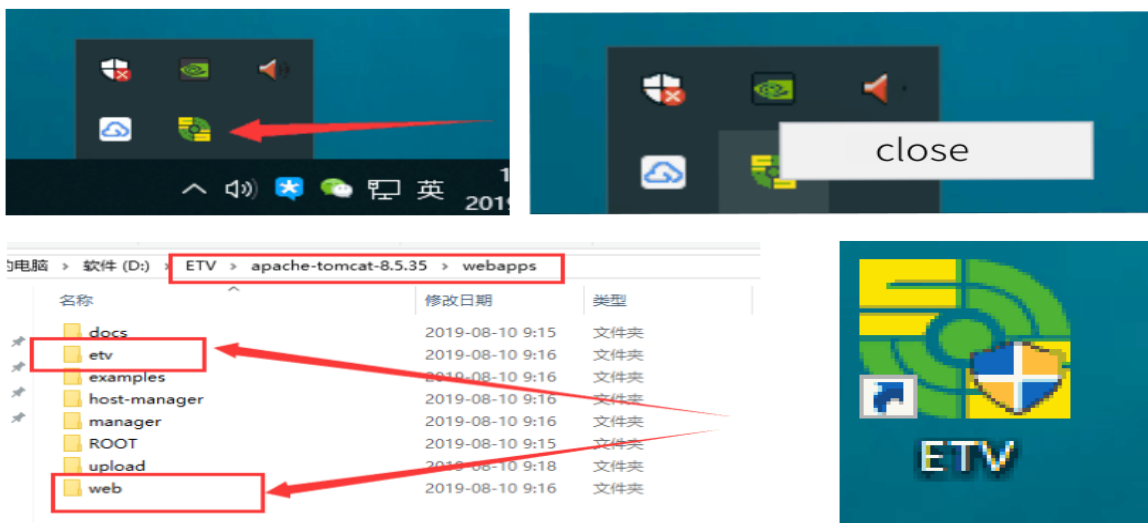 英
201
close
的电脑 > 软件 (D:) > ETV > apache-tomcat-8.5.35 > webapps
名称 修改日期 类型
docs 2019-08-10 9:15 文件夹
etv 2019-08-10 9:16 文件夹
examples 2019-08-10 9:16 文件夹
host-manager 2019-08-10 9:16 文件夹
manager 2019-08-10 9:16 文件夹
ROOT 2019-08-10 9:15 文件夹
upload 2019-08-10 9:18 文件夹
web 2019-08-10 9:16 文件夹
ETV